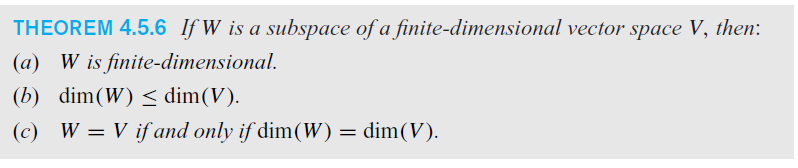 THEOREM 4.5.6 If W is a subspace of a finite-dimensional vector space V, then:
(a) W is finite-dimensional.
(b) dim(W) ≤ dim(V).
(c) W = V if and only if dim(W) = dim(V).